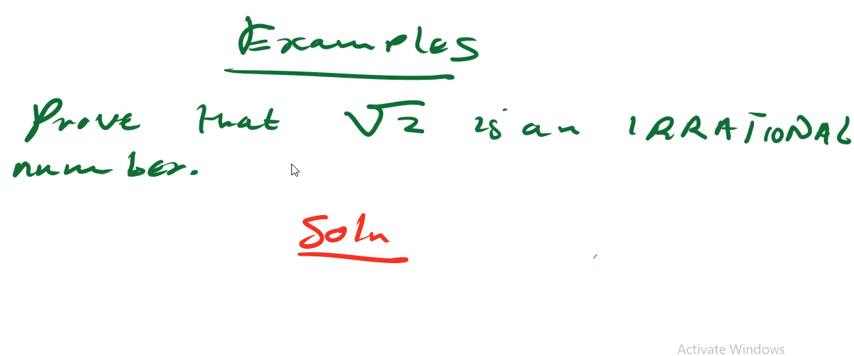 Examples
Prove that √2 is an IRRATIONAL
number.
Soln
Activate Windows